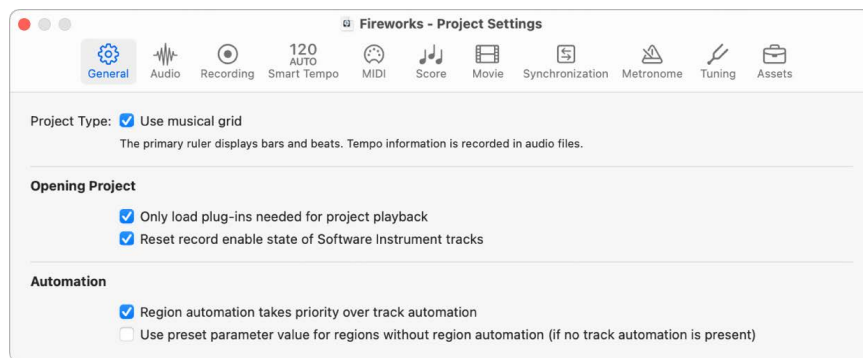 Fireworks - Project Settings
General
Audio
Recording
120
AUTO
Smart Tempo
MIDI
Score
Movie
Synchronization
Metronome
Tuning
Assets
Project Type: Use musical grid
The primary ruler displays bars and beats. Tempo information is recorded in audio files.
Opening Project
Only load plug-ins needed for project playback
Reset record enable state of Software Instrument tracks
Automation
Region automation takes priority over track automation
Use preset parameter value for regions without region automation (if no track automation is present)